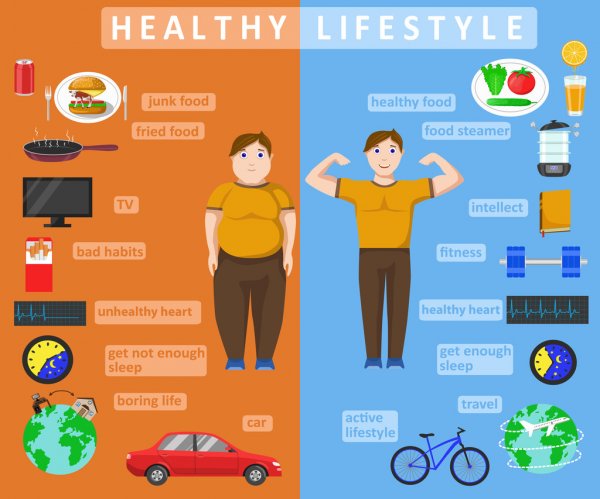 HEALTHY LIFESTYLE
junk food
fried food
TV
bad habits
unhealthy heart
get not enough
sleep
boring life
car
healthy food
food steamer
intellect
fitness
healthy heart
get enough
sleep
travel
active
lifestyle